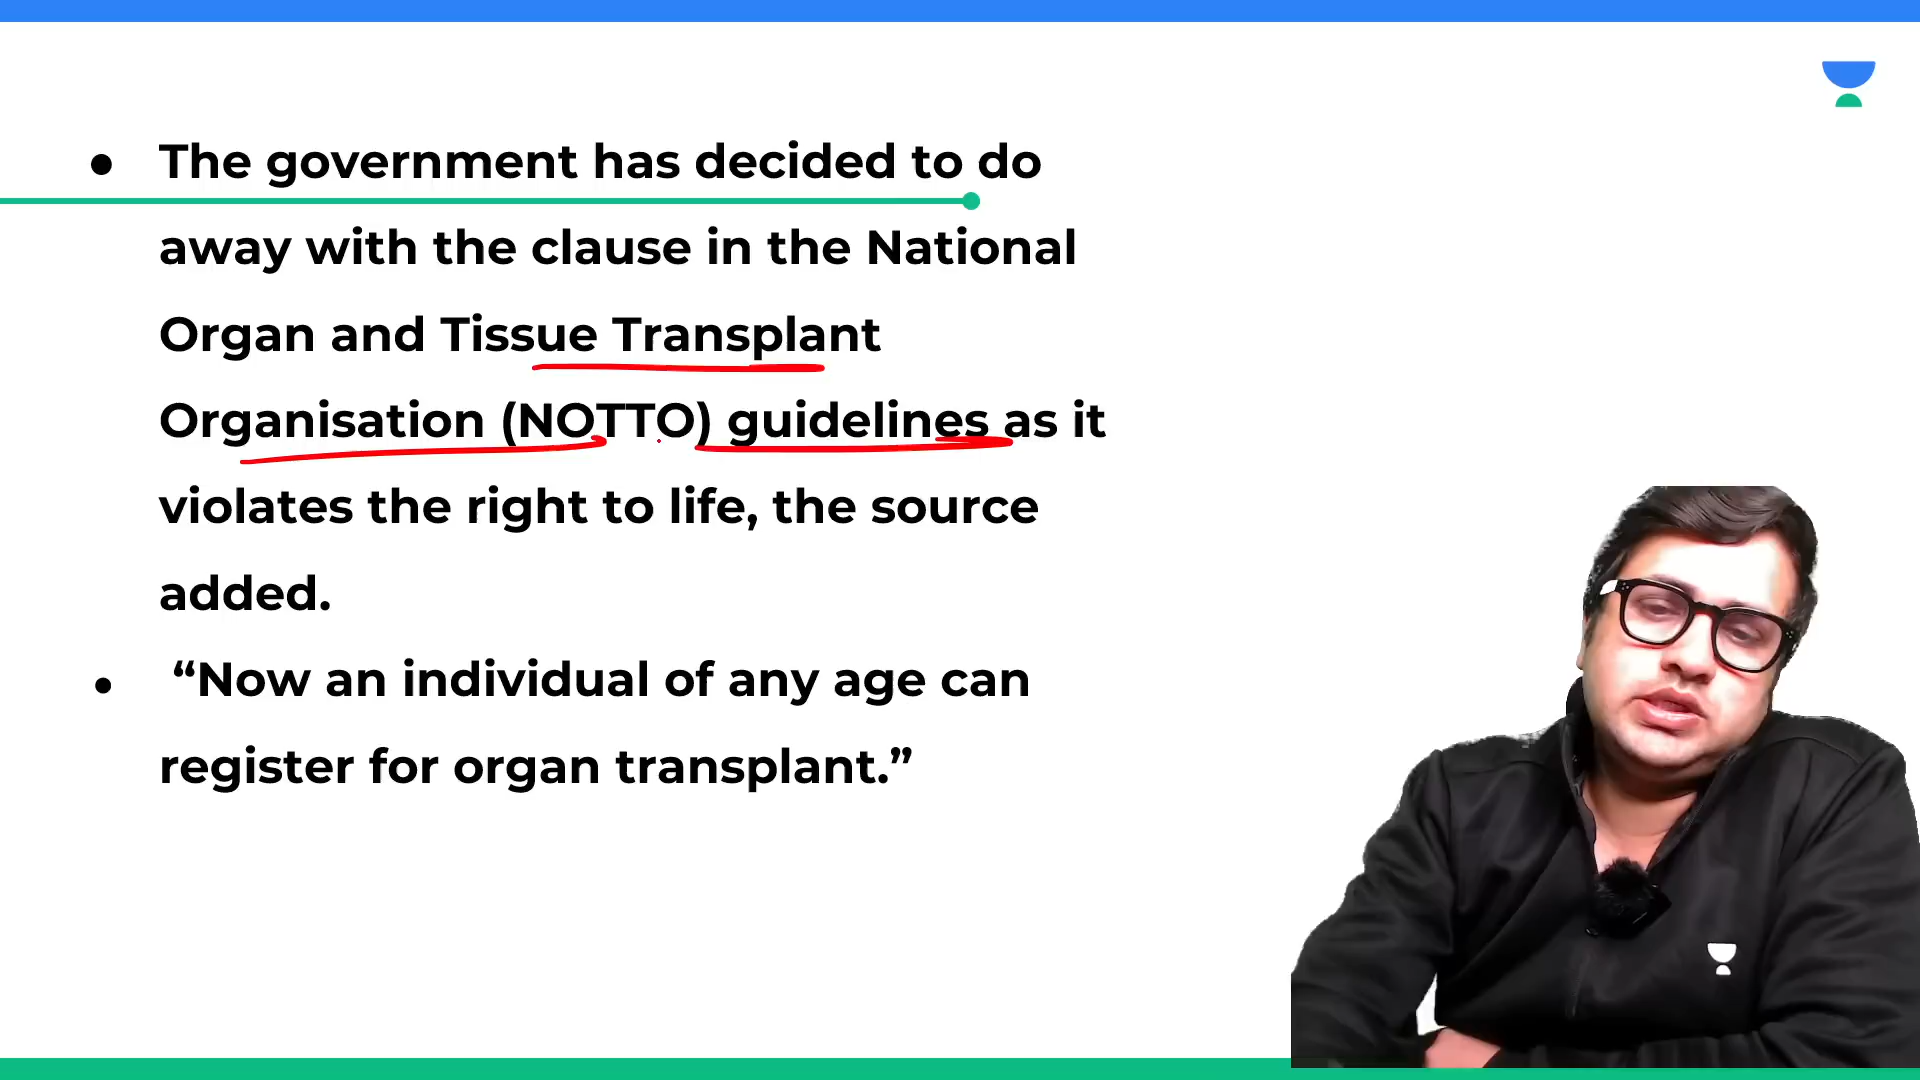 ● The government has decided to do
away with the clause in the National
Organ and Tissue Transplant
Organisation (NOTTO) guidelines as it
violates the right to life, the source
added.
● “Now an individual of any age can
register for organ transplant.”